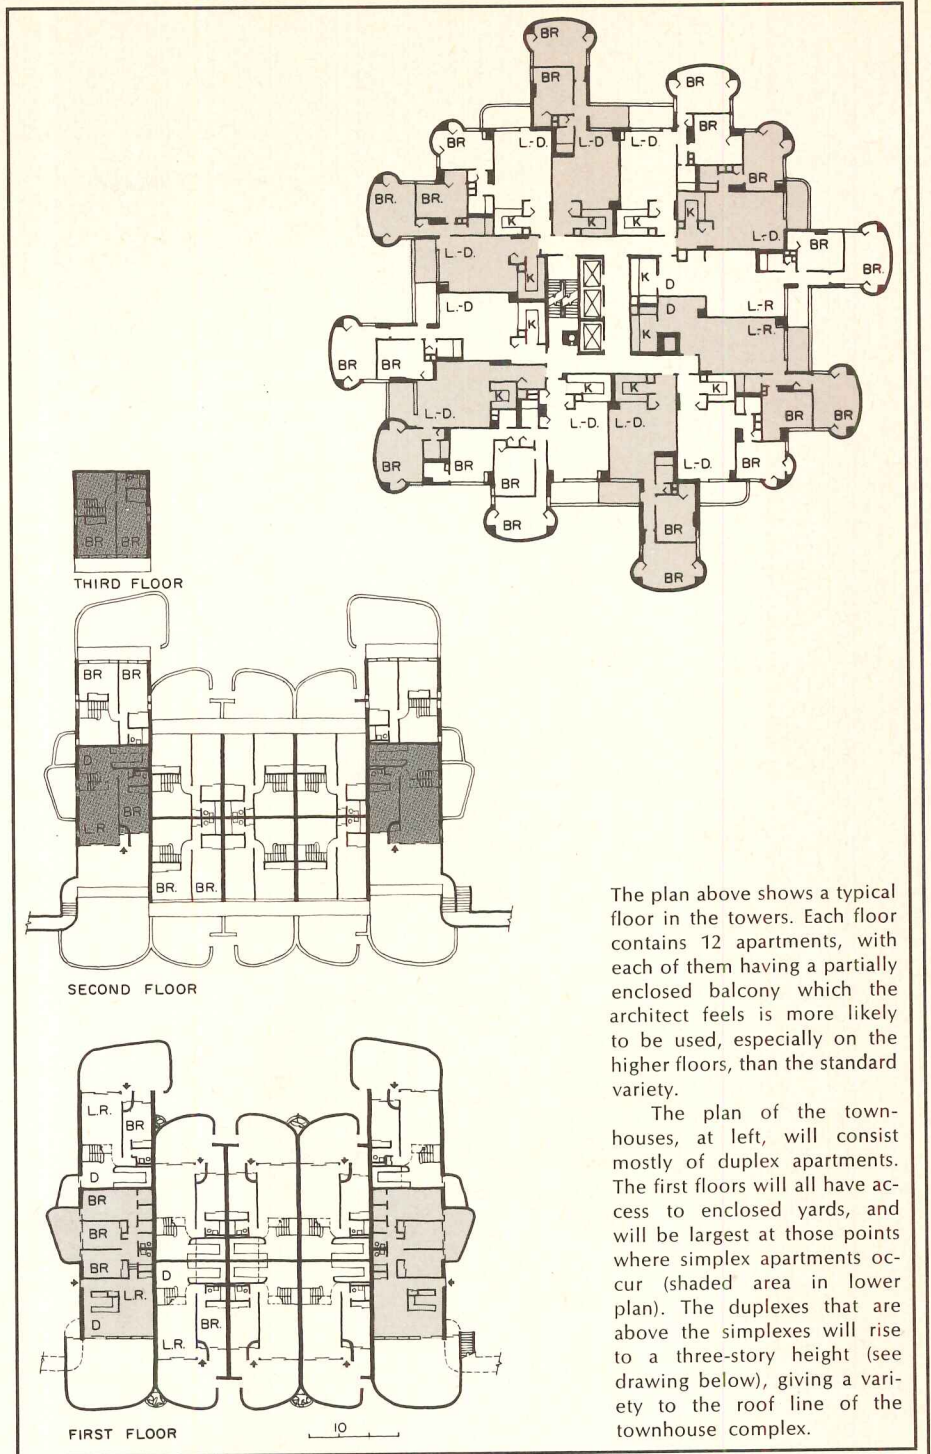 BR
BR
BR
BR
BR
L.-D.
L.-D
L.-D.
BR
BR.
BR.
K
K
K
K
L.-D.
BR
L.-D.
K
K
D
BR.
L.-D
D
L.-R
K
K
L.-R.
BR
BR
K
K
K
L.-D.
K
BR
BR
L.-D.
L.-D.
BR
BR
L.-D.
BR
BR
BR
BR
BR
BR BR
THIRD FLOOR
BR BR
D
BR
L.R
BR. BR.
SECOND FLOOR
L.R.
BR
D
BR
BR
BR
L.R.
D
D
BR.
L.R.
FIRST FLOOR
10
The plan above shows a typical
floor in the towers. Each floor
contains 12 apartments, with
each of them having a partially
enclosed balcony which the
architect feels is more likely
to be used, especially on the
higher floors, than the standard
variety.
The plan of the town-
houses, at left, will consist
mostly of duplex apartments.
The first floors will all have ac-
cess to enclosed yards, and
will be largest at those points
where simplex apartments oc-
cur (shaded area in lower
plan). The duplexes that are
above the simplexes will rise
to a three-story height (see
drawing below), giving a vari-
ety to the roof line of the
townhouse complex.